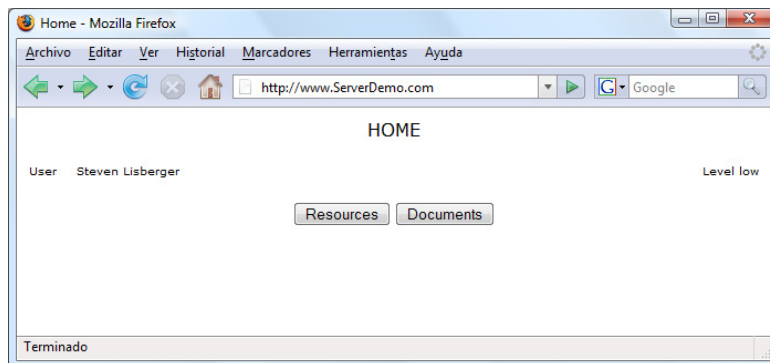 Home - Mozilla Firefox
Archivo Editar Ver Historial Marcadores Herramientas Ayuda
http://www.ServerDemo.com G Google
HOME
User Steven Lisberger Level low
Resources Documents
Terminado